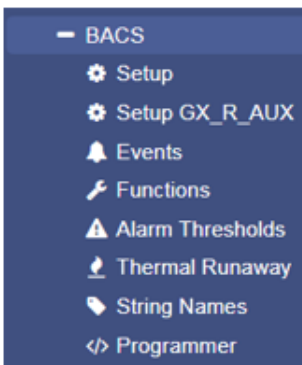 BACS
Setup
Setup GX_R_AUX
Events
Functions
Alarm Thresholds
Thermal Runaway
String Names
Programmer